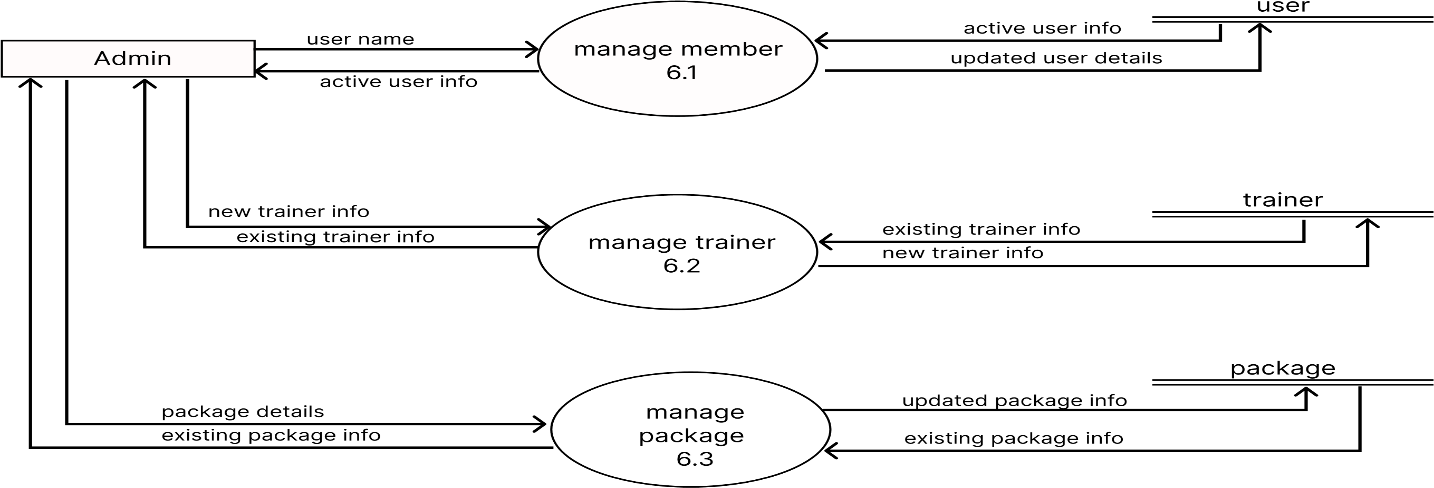 user
user name
active user info
manage member
6.1
Admin
updated user details
active user info
trainer
new trainer info
existing trainer info
existing trainer info
manage trainer
6.2
new trainer info
package
updated package info
package details
manage
package
6.3
existing package info
existing package info